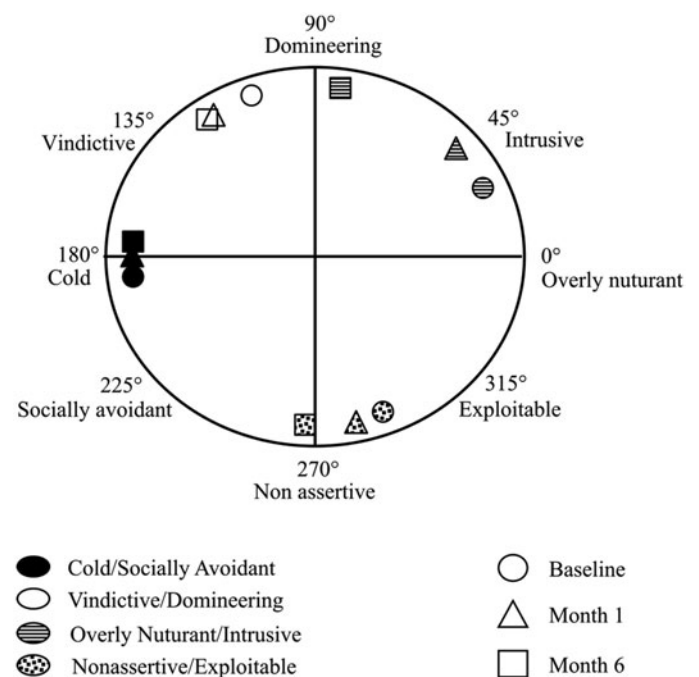 90°
Domineering
135°
Vindictive
45°
Intrusive
180°
Cold
0°
Overly nuturant
225°
Socially avoidant
315°
Exploitable
270°
Non assertive
Cold/Socially Avoidant
Vindictive/Domineering
Overly Nuturant/Intrusive
Nonassertive/Exploitable
Baseline
Month 1
Month 6